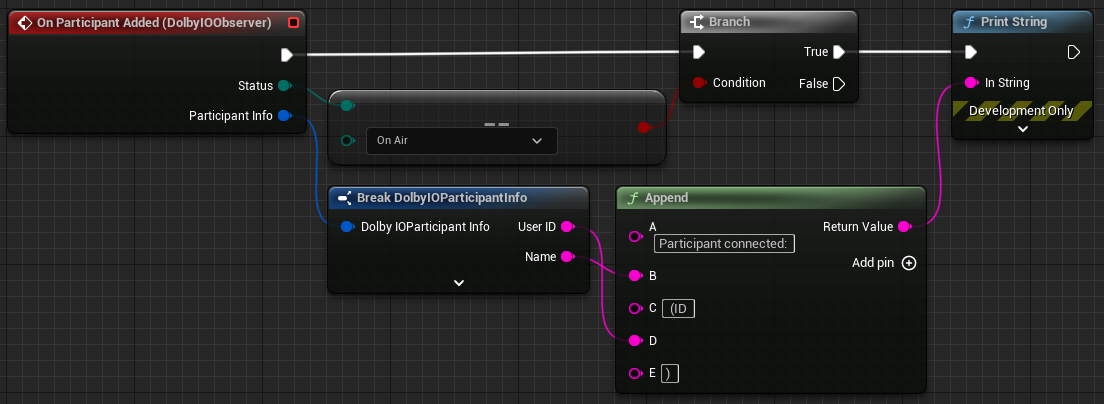 On Participant Added (DolbyIOObserver)
Status
Participant Info
==
On Air
Branch
True
Condition
False
Print String
In String
Development Only
Break DolbyIOParticipantInfo
Dolby IOParticipant Info
User ID
Name
f Append
A
Participant connected:
Return Value
Add pin
B
C (ID
D
E )